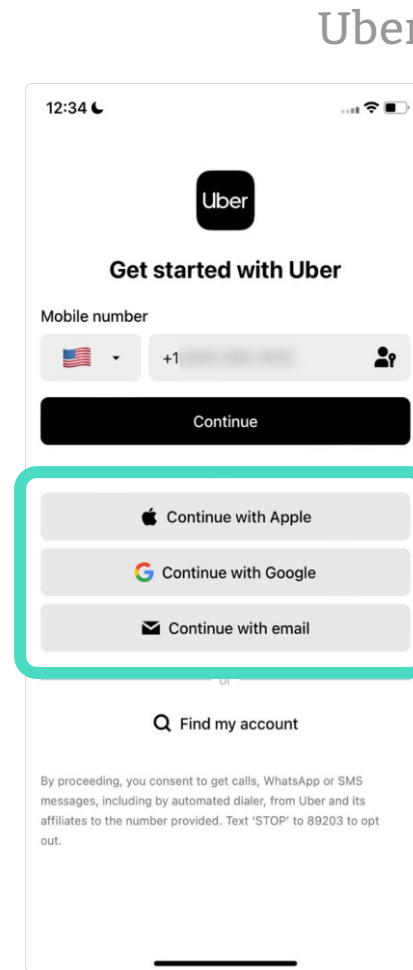 Uber
12:34
Uber
Get started with Uber
Mobile number
+1
Continue
Continue with Apple
Continue with Google
Continue with email
or
Find my account
By proceeding, you consent to get calls, WhatsApp or SMS
messages, including by automated dialer, from Uber and its
affiliates to the number provided. Text 'STOP' to 89203 to opt
out.